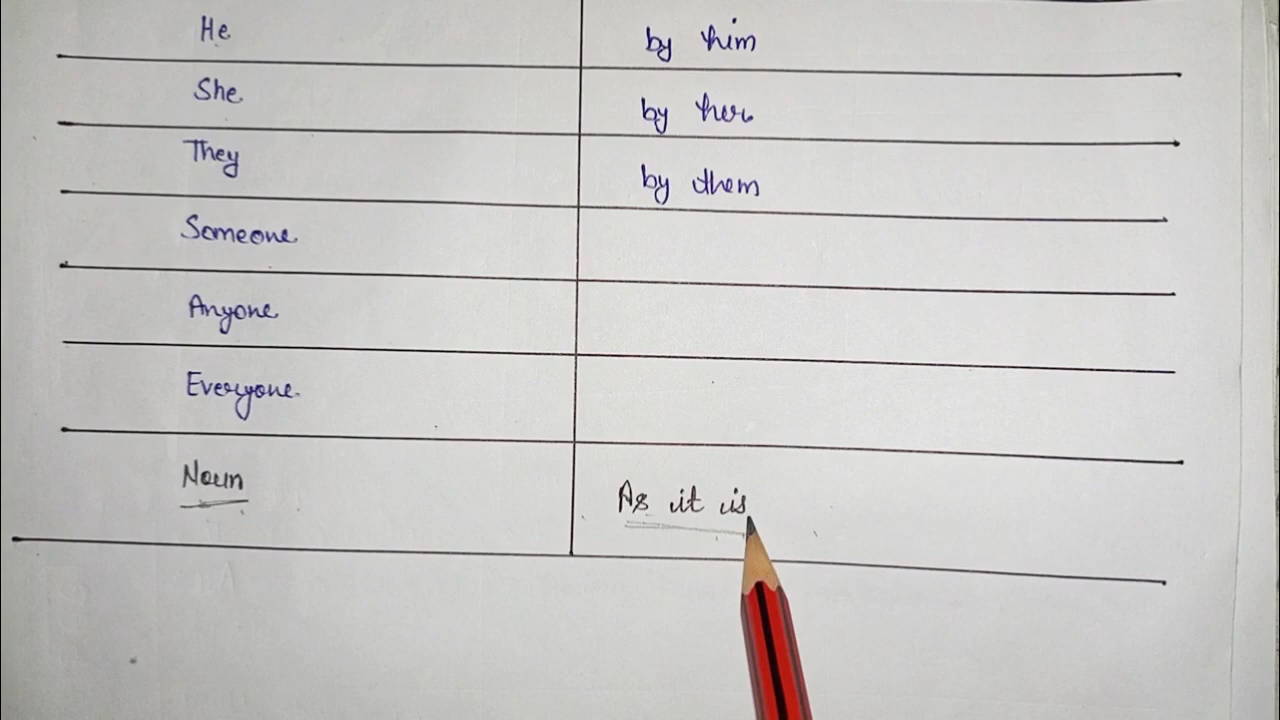 He by him
She by her
They by them
Someone
Anyone
Everyone
Noun As it is